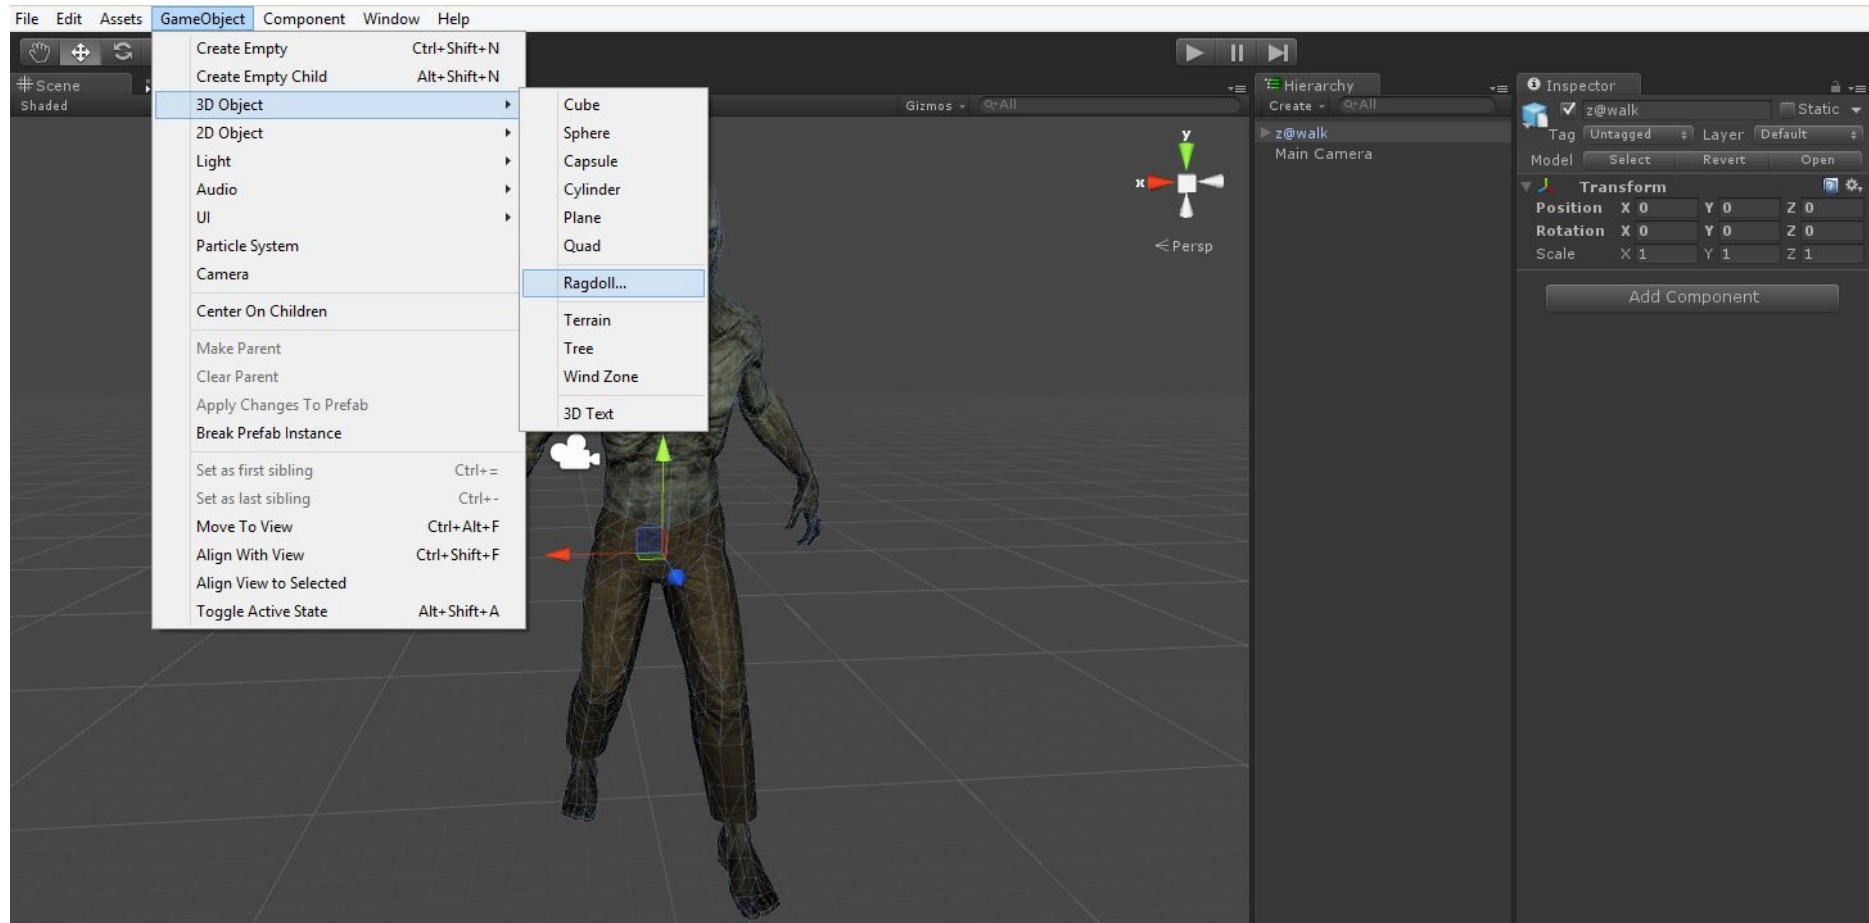 File Edit Assets GameObject Component Window Help
Create Empty Ctrl+Shift+N
Create Empty Child Alt+Shift+N
3D Object
2D Object
Light
Audio
UI
Particle System
Camera
Center On Children
Make Parent
Clear Parent
Apply Changes To Prefab
Break Prefab Instance
Set as first sibling Ctrl+=
Set as last sibling Ctrl+-
Move To View Ctrl+Alt+F
Align With View Ctrl+Shift+F
Align View to Selected
Toggle Active State Alt+Shift+A
Cube
Sphere
Capsule
Cylinder
Plane
Quad
Ragdoll...
Terrain
Tree
Wind Zone
3D Text
Scene
Shaded
Gizmos All
y
x
Persp
Hierarchy
Create All
z@walk
Main Camera
Inspector
z@walk Static
Tag Untagged Layer Default
Model Select Revert Open
Transform
Position X 0 Y 0 Z 0
Rotation X 0 Y 0 Z 0
Scale X 1 Y 1 Z 1
Add Component